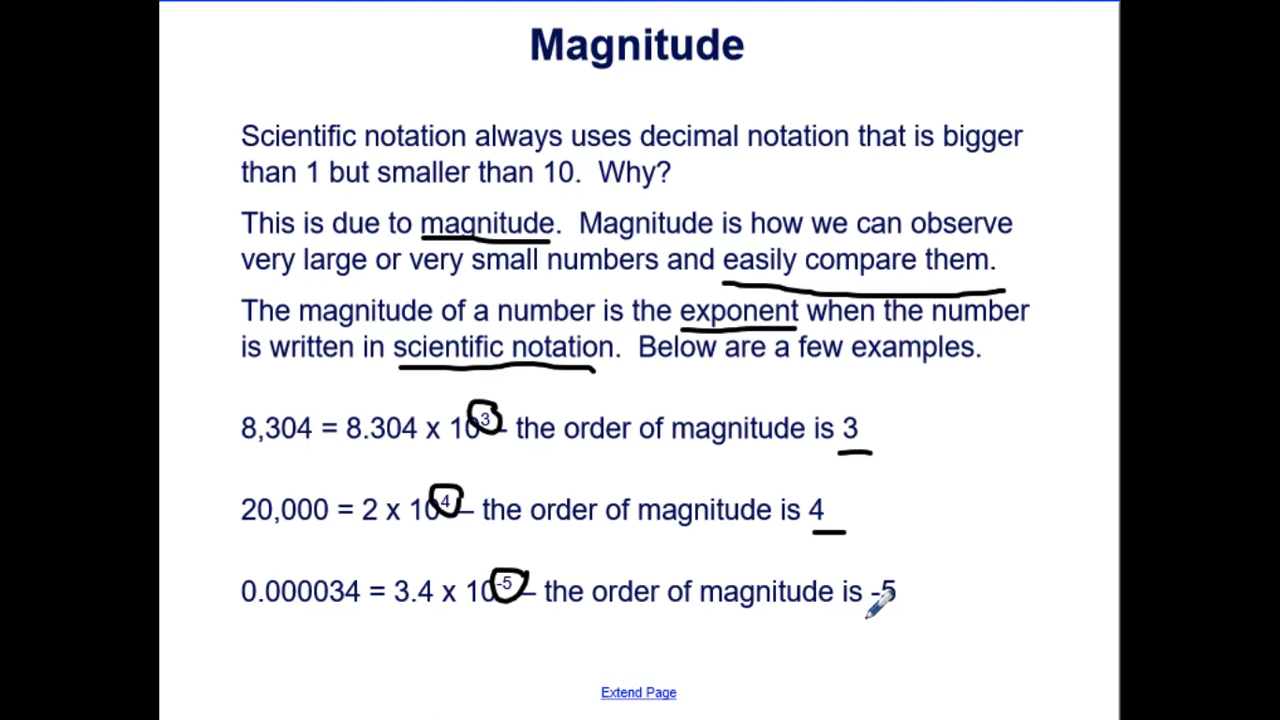 Magnitude
Scientific notation always uses decimal notation that is bigger
than 1 but smaller than 10.  Why?
This is due to magnitude.  Magnitude is how we can observe
very large or very small numbers and easily compare them.
The magnitude of a number is the exponent when the number
is written in scientific notation.  Below are a few examples.
8,304 = 8.304 x 10³ – the order of magnitude is 3
20,000 = 2 x 10⁴ – the order of magnitude is 4
0.000034 = 3.4 x 10⁻⁵ – the order of magnitude is -5
Extend Page